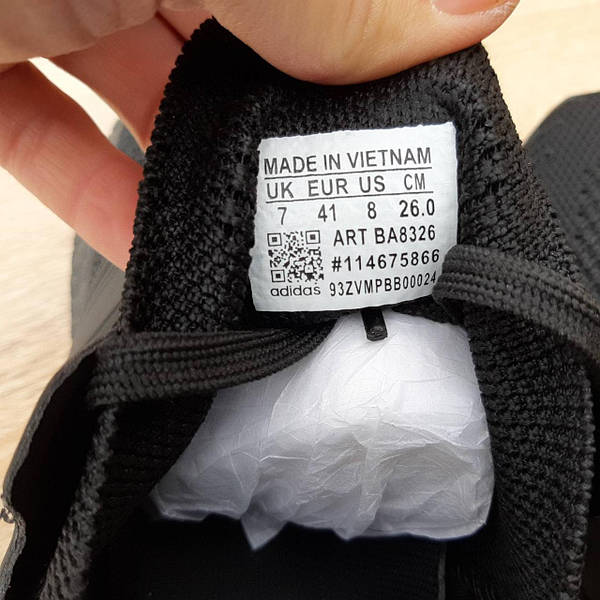 MADE IN VIETNAM
UK EUR US CM
7 41 8 26.0
ART BA8326
#114675866
adidas 93ZVMPBB00024